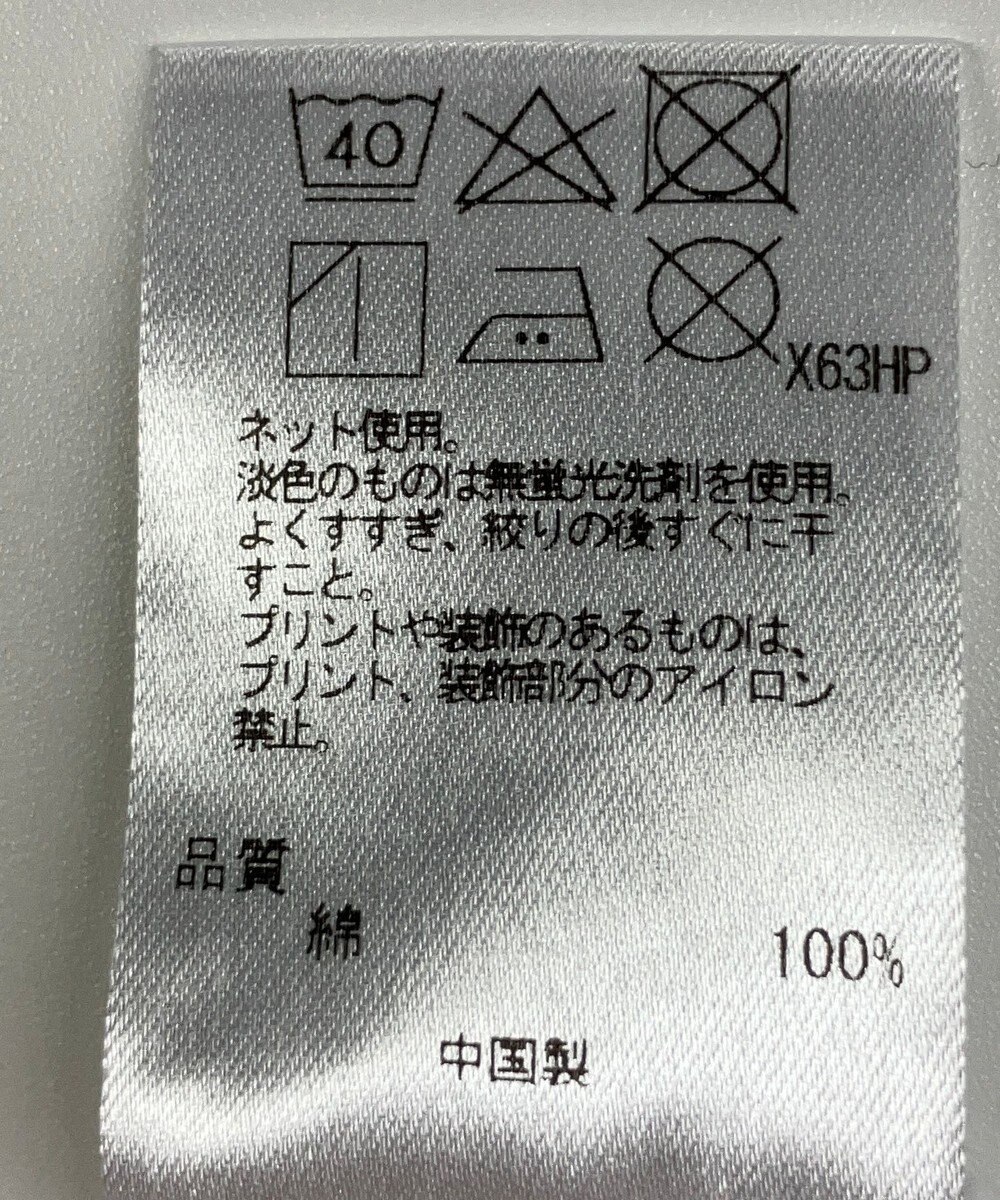 40
X63HP
ネット使用。
淡色のものは無蛍光洗剤を使用。
よくすすぎ、絞りの後すぐに干
すこと。
プリントや装飾のあるものは、
プリント、装飾部分のアイロン
禁止。
品質
綿 100%
中国製